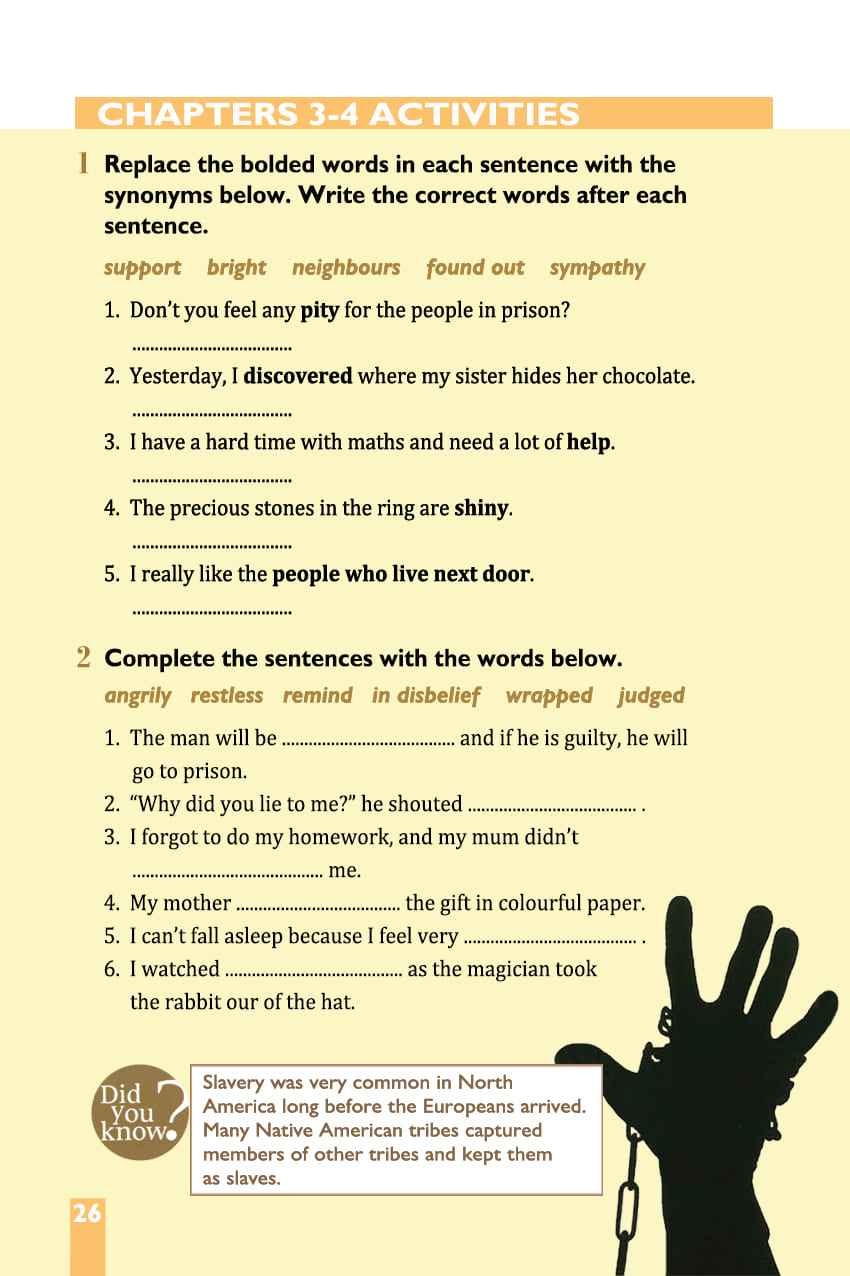 CHAPTERS 3-4 ACTIVITIES
1 Replace the bolded words in each sentence with the
synonyms below. Write the correct words after each
sentence.
support bright neighbours found out sympathy
1. Don't you feel any pity for the people in prison?
....................................
2. Yesterday, I discovered where my sister hides her chocolate.
....................................
3. I have a hard time with maths and need a lot of help.
....................................
4. The precious stones in the ring are shiny.
....................................
5. I really like the people who live next door.
....................................
2 Complete the sentences with the words below.
angrily restless remind in disbelief wrapped judged
1. The man will be ....................................... and if he is guilty, he will
go to prison.
2. “Why did you lie to me?” he shouted ...................................... .
3. I forgot to do my homework, and my mum didn't
........................................... me.
4. My mother ..................................... the gift in colourful paper.
5. I can't fall asleep because I feel very ....................................... .
6. I watched ........................................ as the magician took
the rabbit our of the hat.
Did
you
know?
Slavery was very common in North
America long before the Europeans arrived.
Many Native American tribes captured
members of other tribes and kept them
as slaves.
26